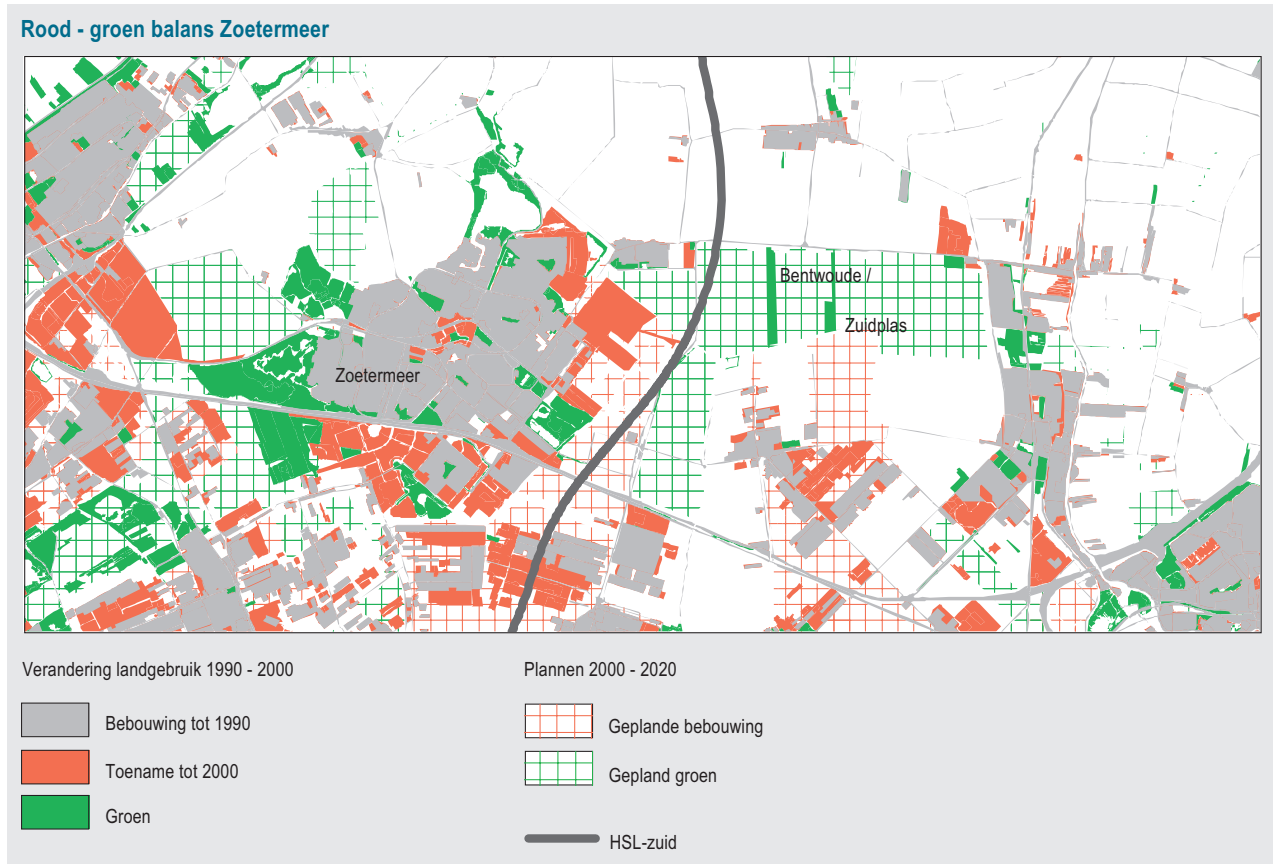 Rood - groen balans Zoetermeer
Bentwoude /
Zuidplas
Zoetermeer
Verandering landgebruik 1990 - 2000
Bebouwing tot 1990
Toename tot 2000
Groen
Plannen 2000 - 2020
Geplande bebouwing
Gepland groen
HSL-zuid